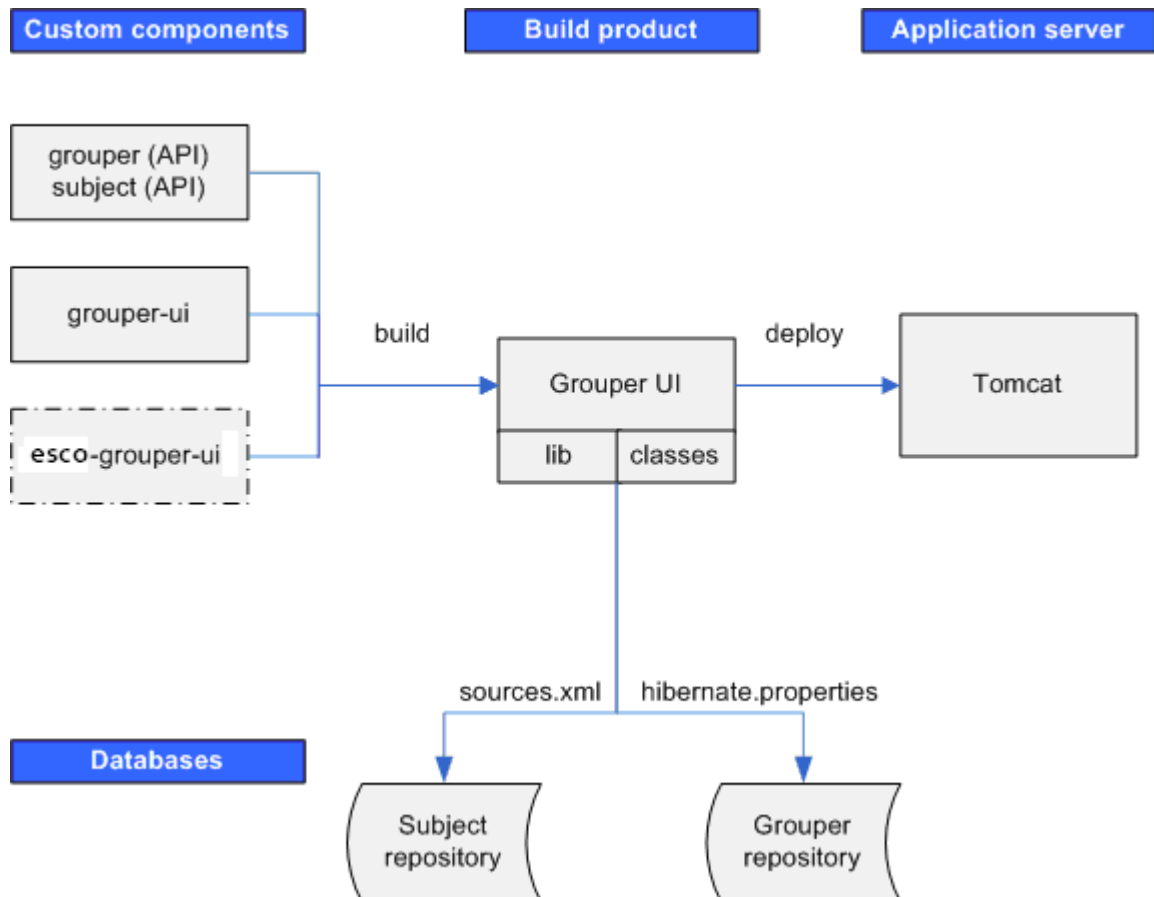 Custom components
Build product
Application server
grouper (API)
subject (API)
grouper-ui
build
deploy
Grouper UI
Tomcat
esco-grouper-ui
lib
classes
sources.xml
hibernate.properties
Databases
Subject
repository
Grouper
repository